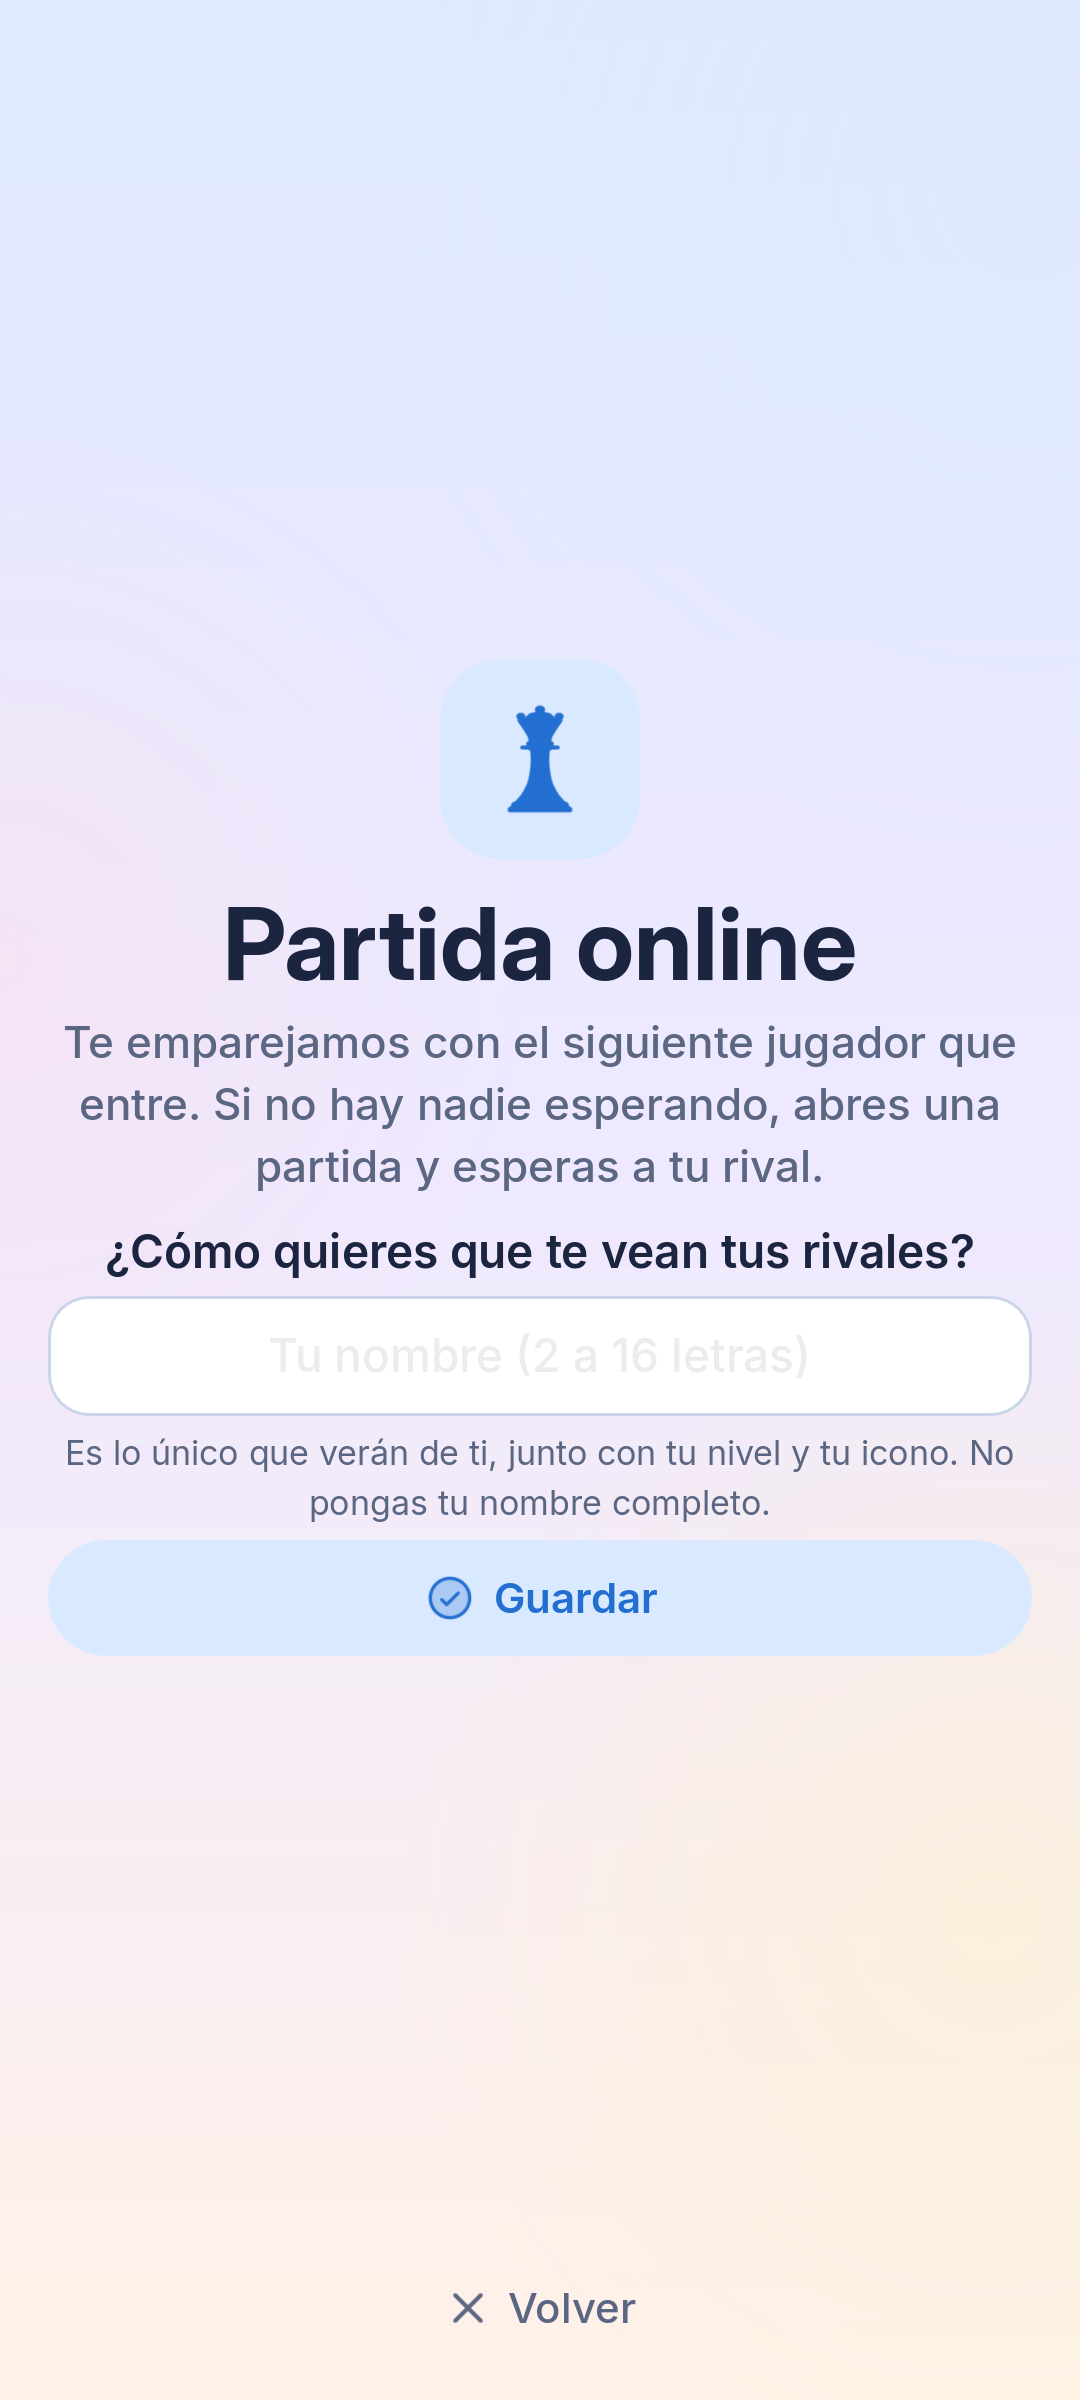 Partida online
Te emparejamos con el siguiente jugador que
entre. Si no hay nadie esperando, abres una
partida y esperas a tu rival.
¿Cómo quieres que te vean tus rivales?
Tu nombre (2 a 16 letras)
Es lo único que verán de ti, junto con tu nivel y tu icono. No
pongas tu nombre completo.
Guardar
Volver